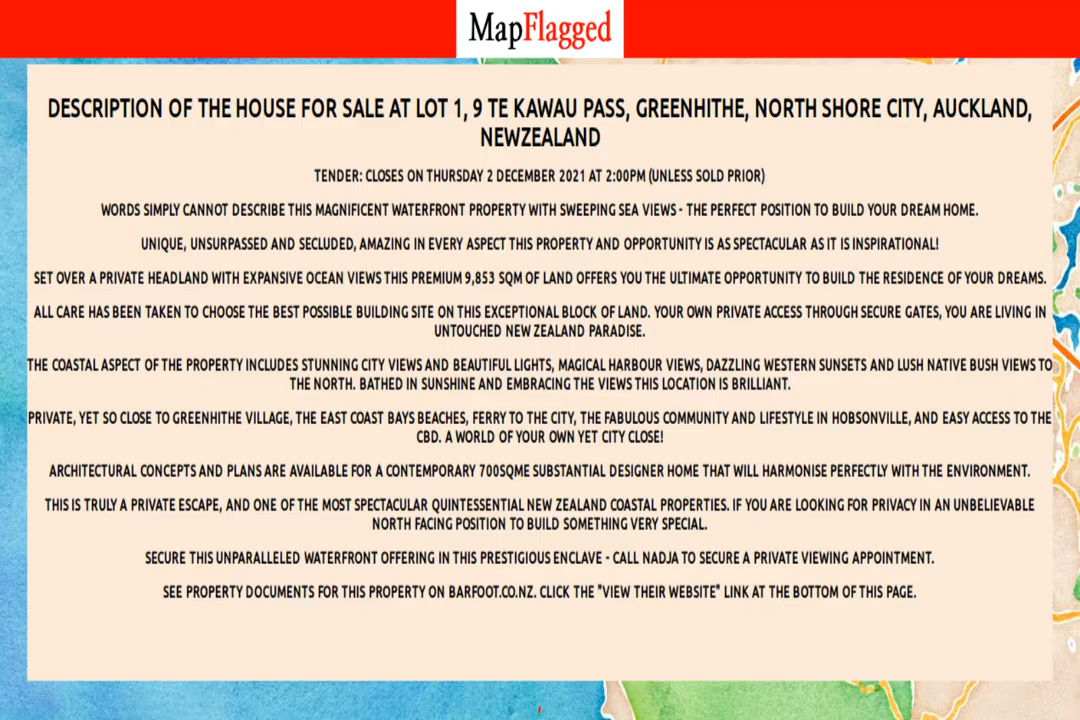 MapFlagged
DESCRIPTION OF THE HOUSE FOR SALE AT LOT 1, 9 TE KAWAU PASS, GREENHITHE, NORTH SHORE CITY, AUCKLAND,
NEWZEALAND
TENDER: CLOSES ON THURSDAY 2 DECEMBER 2021 AT 2:00PM (UNLESS SOLD PRIOR)
WORDS SIMPLY CANNOT DESCRIBE THIS MAGNIFICENT WATERFRONT PROPERTY WITH SWEEPING SEA VIEWS - THE PERFECT POSITION TO BUILD YOUR DREAM HOME.
UNIQUE, UNSURPASSED AND SECLUDED, AMAZING IN EVERY ASPECT THIS PROPERTY AND OPPORTUNITY IS AS SPECTACULAR AS IT IS INSPIRATIONAL!
SET OVER A PRIVATE HEADLAND WITH EXPANSIVE OCEAN VIEWS THIS PREMIUM 9,853 SQM OF LAND OFFERS YOU THE ULTIMATE OPPORTUNITY TO BUILD THE RESIDENCE OF YOUR DREAMS.
ALL CARE HAS BEEN TAKEN TO CHOOSE THE BEST POSSIBLE BUILDING SITE ON THIS EXCEPTIONAL BLOCK OF LAND. YOUR OWN PRIVATE ACCESS THROUGH SECURE GATES, YOU ARE LIVING IN
UNTOUCHED NEW ZEALAND PARADISE.
THE COASTAL ASPECT OF THE PROPERTY INCLUDES STUNNING CITY VIEWS AND BEAUTIFUL LIGHTS, MAGICAL HARBOUR VIEWS, DAZZLING WESTERN SUNSETS AND LUSH NATIVE BUSH VIEWS TO
THE NORTH. BATHED IN SUNSHINE AND EMBRACING THE VIEWS THIS LOCATION IS BRILLIANT.
PRIVATE, YET SO CLOSE TO GREENHITHE VILLAGE, THE EAST COAST BAYS BEACHES, FERRY TO THE CITY, THE FABULOUS COMMUNITY AND LIFESTYLE IN HOBSONVILLE, AND EASY ACCESS TO THE
CBD. A WORLD OF YOUR OWN YET CITY CLOSE!
ARCHITECTURAL CONCEPTS AND PLANS ARE AVAILABLE FOR A CONTEMPORARY 700SQME SUBSTANTIAL DESIGNER HOME THAT WILL HARMONISE PERFECTLY WITH THE ENVIRONMENT.
THIS IS TRULY A PRIVATE ESCAPE, AND ONE OF THE MOST SPECTACULAR QUINTESSENTIAL NEW ZEALAND COASTAL PROPERTIES. IF YOU ARE LOOKING FOR PRIVACY IN AN UNBELIEVABLE
NORTH FACING POSITION TO BUILD SOMETHING VERY SPECIAL.
SECURE THIS UNPARALLELED WATERFRONT OFFERING IN THIS PRESTIGIOUS ENCLAVE - CALL NADJA TO SECURE A PRIVATE VIEWING APPOINTMENT.
SEE PROPERTY DOCUMENTS FOR THIS PROPERTY ON BARFOOT.CO.NZ. CLICK THE "VIEW THEIR WEBSITE" LINK AT THE BOTTOM OF THIS PAGE.